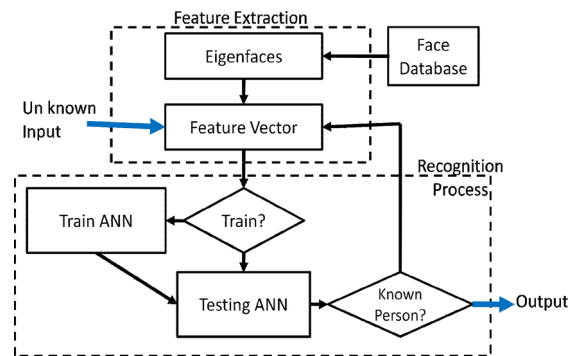 Feature Extraction
Eigenfaces
Face
Database
Un known
Input
Feature Vector
Recognition
Process
Train ANN
Train?
Testing ANN
Known
Person?
Output